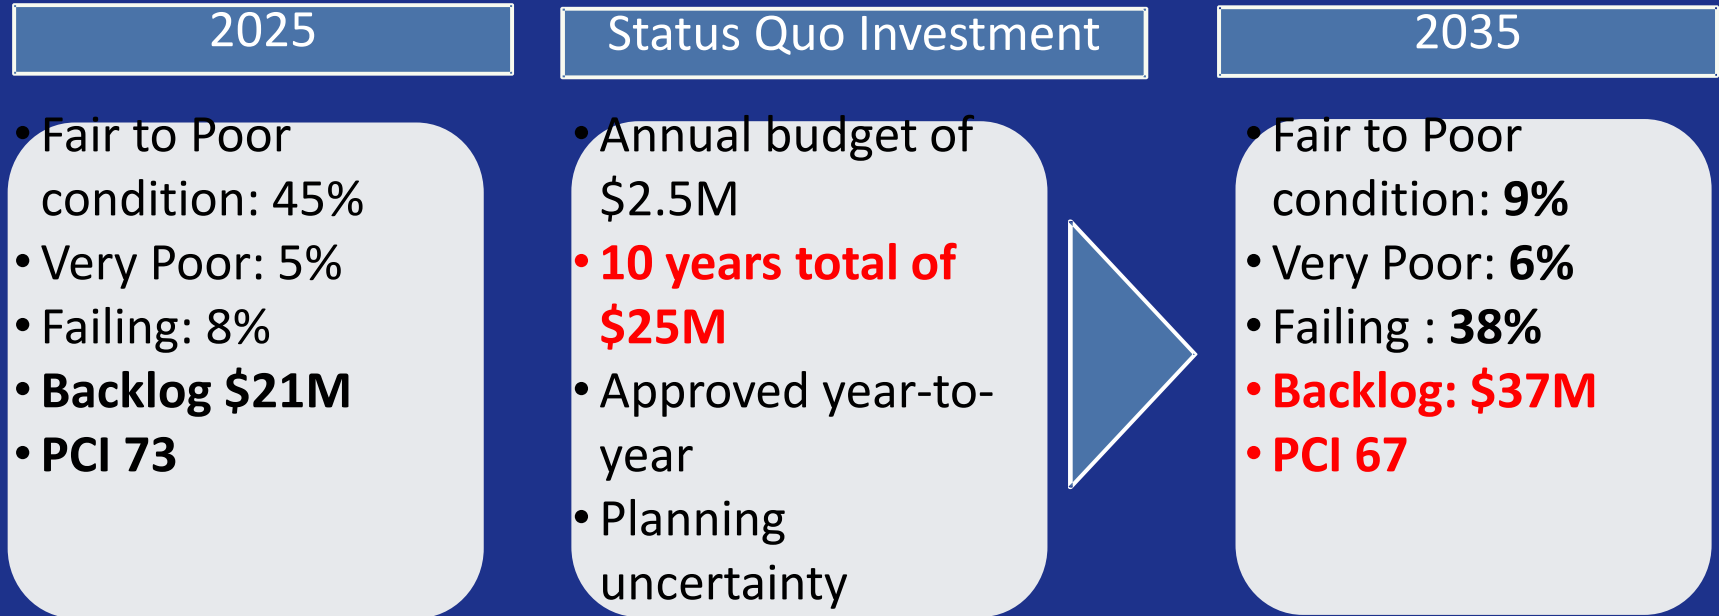 2025
• Fair to Poor
condition: 45%
• Very Poor: 5%
• Failing: 8%
• Backlog $21M
• PCI 73
Status Quo Investment
• Annual budget of
$2.5M
• 10 years total of
$25M
• Approved year-to-
year
• Planning
uncertainty
2035
• Fair to Poor
condition: 9%
• Very Poor: 6%
• Failing : 38%
• Backlog: $37M
• PCI 67